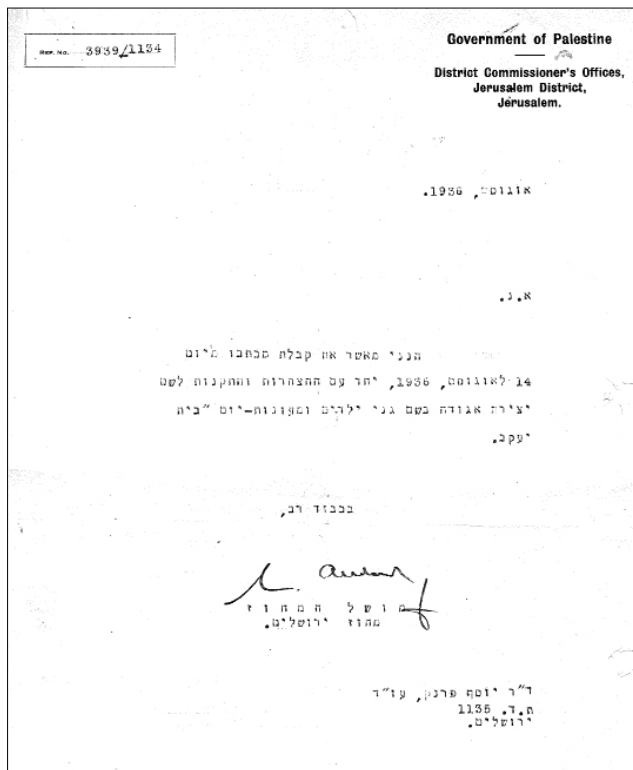 REF. No. 3939/1134
Government of Palestine
District Commissioner's Offices,
Jerusalem District,
Jerusalem.
אוגוסט, 1936.
א.נ.
הנני מאשר את קבלת מכתבו מיום
14 לאוגוסט, 1936, יחד עם ההצהרות והתקנות לשם
יצירת אגודה בשם גני ילדים ומעונות-יום "בית
יעקב.
בכבוד רב,
מושל המחוז
מחוז ירושלים.
ד"ר יוסף פרנק, עו"ד
ת.ד. 1135
ירושלים.